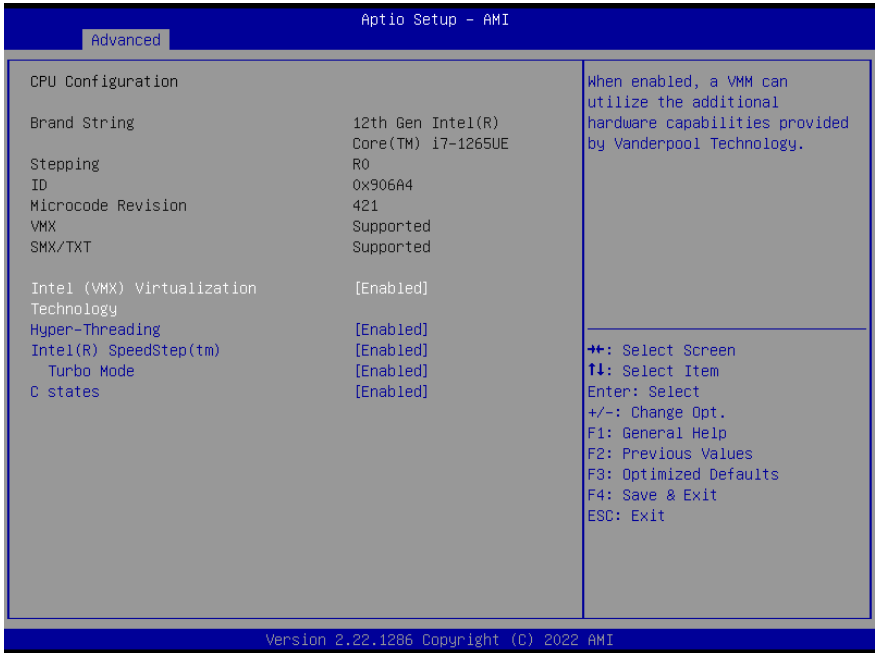 Aptio Setup – AMI
Advanced
CPU Configuration
Brand String 12th Gen Intel(R)
Core(TM) i7-1265UE
Stepping R0
ID 0x906A4
Microcode Revision 421
VMX Supported
SMX/TXT Supported
Intel (VMX) Virtualization [Enabled]
Technology
Hyper-Threading [Enabled]
Intel(R) SpeedStep(tm) [Enabled]
Turbo Mode [Enabled]
C states [Enabled]
When enabled, a VMM can
utilize the additional
hardware capabilities provided
by Vanderpool Technology.
→←: Select Screen
↑↓: Select Item
Enter: Select
+/-: Change Opt.
F1: General Help
F2: Previous Values
F3: Optimized Defaults
F4: Save & Exit
ESC: Exit
Version 2.22.1286 Copyright (C) 2022 AMI